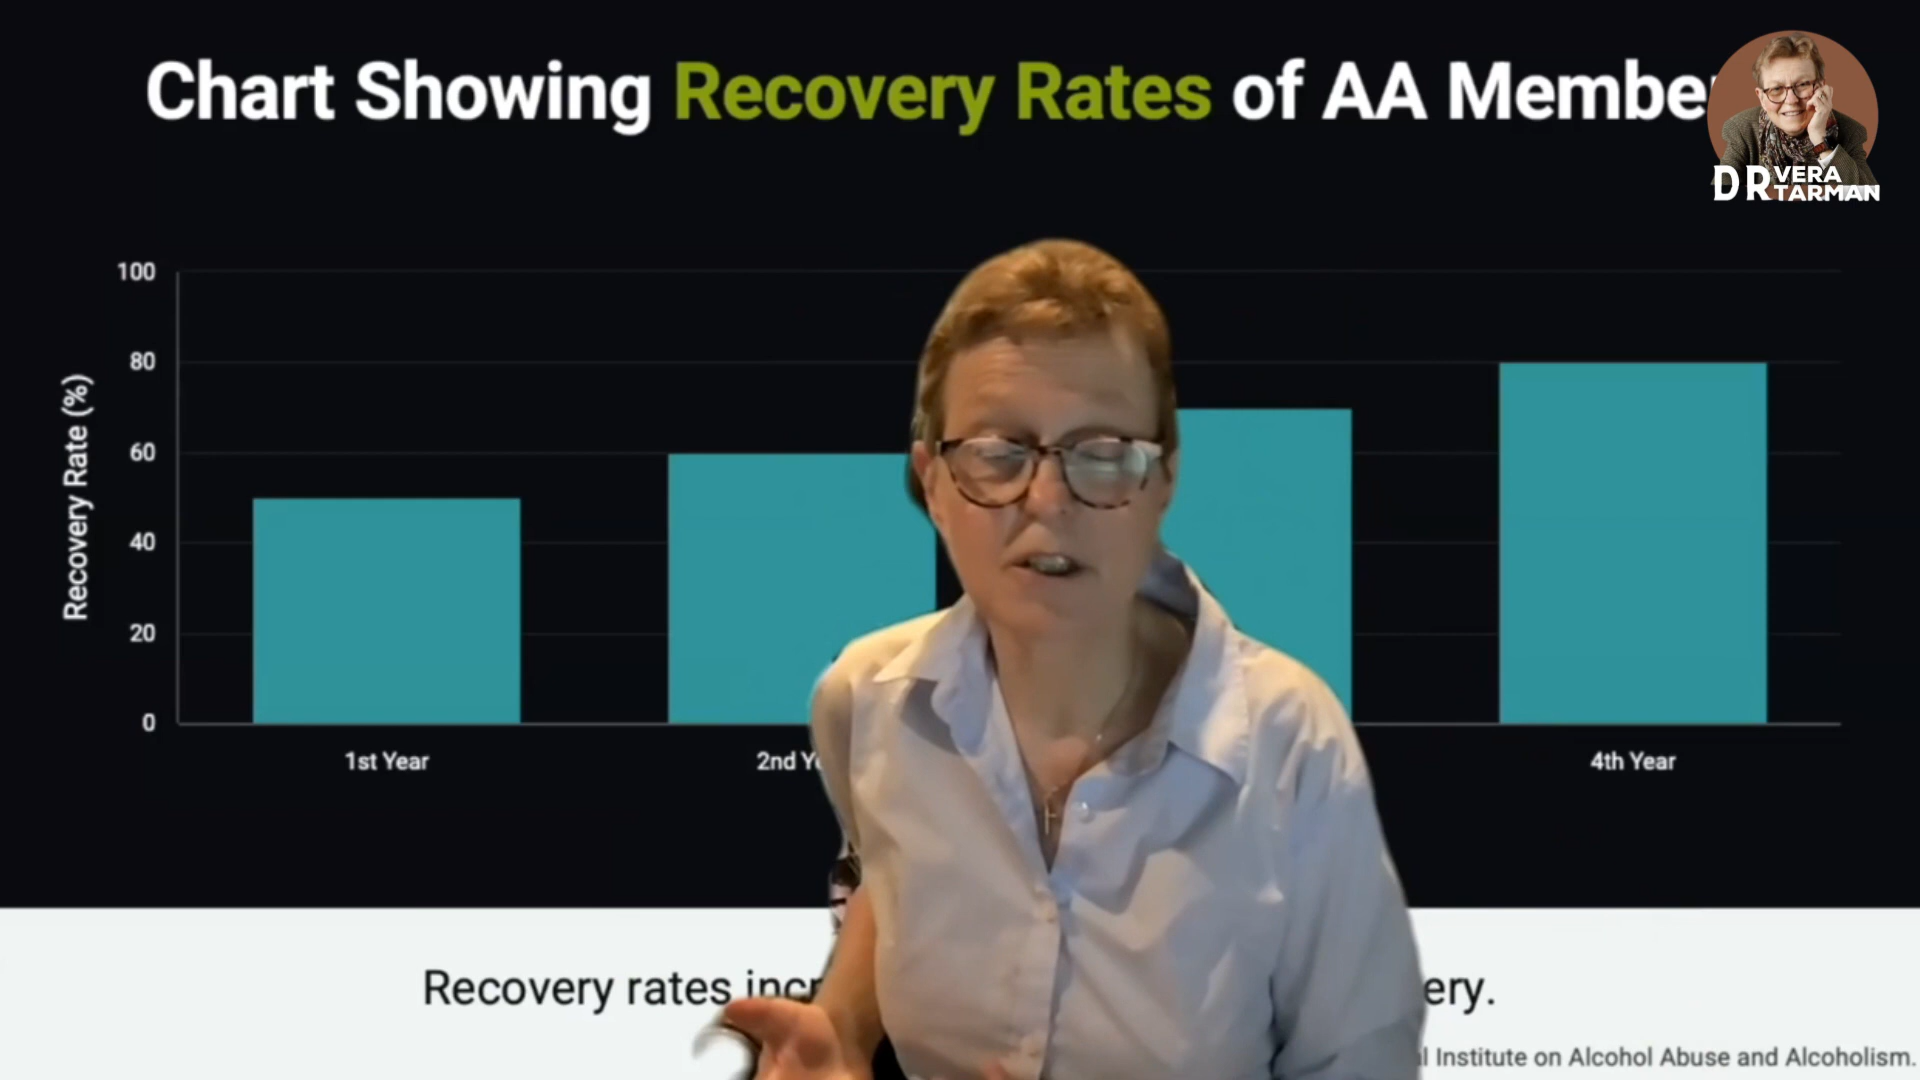 Chart Showing Recovery Rates of AA Membe
DR VERA
TARMAN
100
80
60
40
20
0
Recovery Rate (%)
1st Year
2nd
4th Year
Recovery rates
Institute on Alcohol Abuse and Alcoholism.